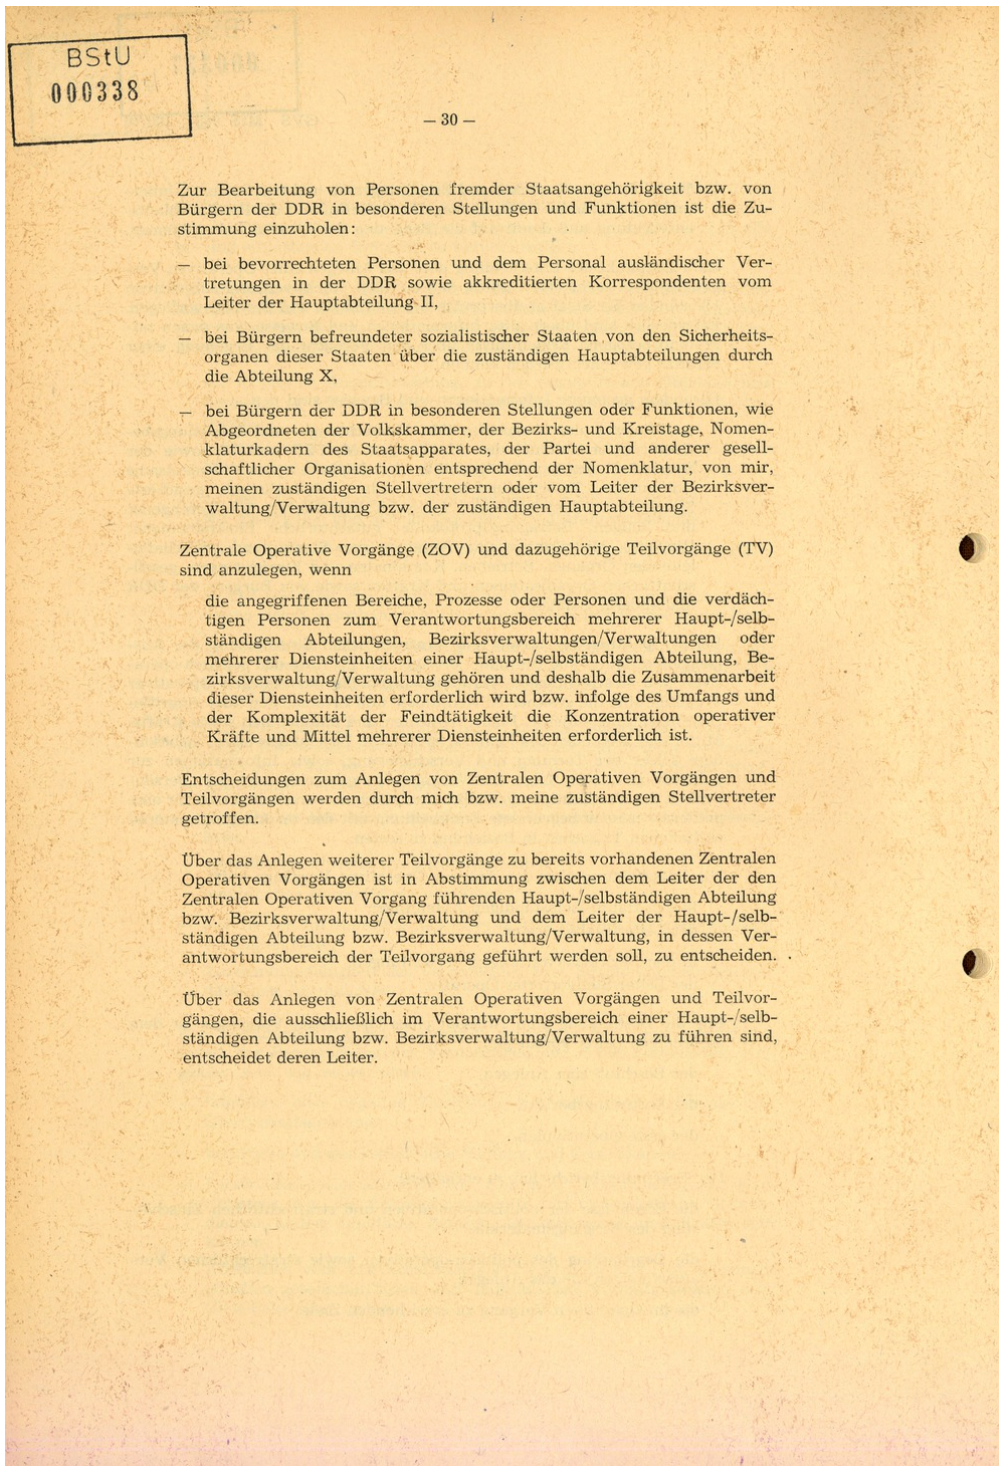 BStU
000338
— 30 —
Zur Bearbeitung von Personen fremder Staatsangehörigkeit bzw. von
Bürgern der DDR in besonderen Stellungen und Funktionen ist die Zu-
stimmung einzuholen:
— bei bevorrechteten Personen und dem Personal ausländischer Ver-
tretungen in der DDR sowie akkreditierten Korrespondenten vom
Leiter der Hauptabteilung II,
— bei Bürgern befreundeter sozialistischer Staaten von den Sicherheits-
organen dieser Staaten über die zuständigen Hauptabteilungen durch
die Abteilung X,
— bei Bürgern der DDR in besonderen Stellungen oder Funktionen, wie
Abgeordneten der Volkskammer, der Bezirks- und Kreistage, Nomen-
klaturkadern des Staatsapparates, der Partei und anderer gesell-
schaftlicher Organisationen entsprechend der Nomenklatur, von mir,
meinen zuständigen Stellvertretern oder vom Leiter der Bezirksver-
waltung/Verwaltung bzw. der zuständigen Hauptabteilung.
Zentrale Operative Vorgänge (ZOV) und dazugehörige Teilvorgänge (TV)
sind anzulegen, wenn
die angegriffenen Bereiche, Prozesse oder Personen und die verdäch-
tigen Personen zum Verantwortungsbereich mehrerer Haupt-/selb-
ständigen Abteilungen, Bezirksverwaltungen/Verwaltungen oder
mehrerer Diensteinheiten einer Haupt-/selbständigen Abteilung, Be-
zirksverwaltung/Verwaltung gehören und deshalb die Zusammenarbeit
dieser Diensteinheiten erforderlich wird bzw. infolge des Umfangs und
der Komplexität der Feindtätigkeit die Konzentration operativer
Kräfte und Mittel mehrerer Diensteinheiten erforderlich ist.
Entscheidungen zum Anlegen von Zentralen Operativen Vorgängen und
Teilvorgängen werden durch mich bzw. meine zuständigen Stellvertreter
getroffen.
Über das Anlegen weiterer Teilvorgänge zu bereits vorhandenen Zentralen
Operativen Vorgängen ist in Abstimmung zwischen dem Leiter der den
Zentralen Operativen Vorgang führenden Haupt-/selbständigen Abteilung
bzw. Bezirksverwaltung/Verwaltung und dem Leiter der Haupt-/selb-
ständigen Abteilung bzw. Bezirksverwaltung/Verwaltung, in dessen Ver-
antwortungsbereich der Teilvorgang geführt werden soll, zu entscheiden.
Über das Anlegen von Zentralen Operativen Vorgängen und Teilvor-
gängen, die ausschließlich im Verantwortungsbereich einer Haupt-/selb-
ständigen Abteilung bzw. Bezirksverwaltung/Verwaltung zu führen sind,
entscheidet deren Leiter.